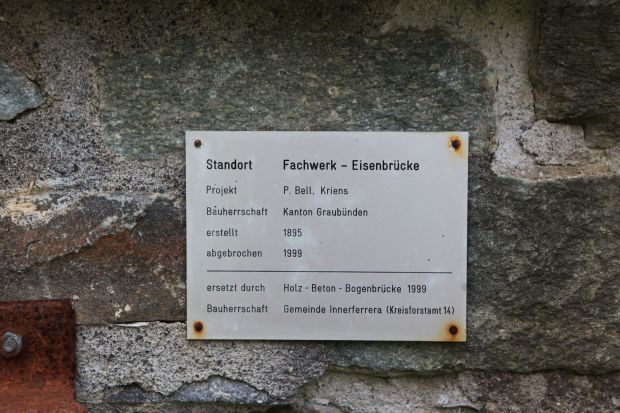 Standort Fachwerk - Eisenbrücke
Projekt P. Bell, Kriens
Bauherrschaft Kanton Graubünden
erstellt 1895
abgebrochen 1999
ersetzt durch Holz - Beton - Bogenbrücke 1999
Bauherrschaft Gemeinde Innerferrera (Kreisforstamt 14)